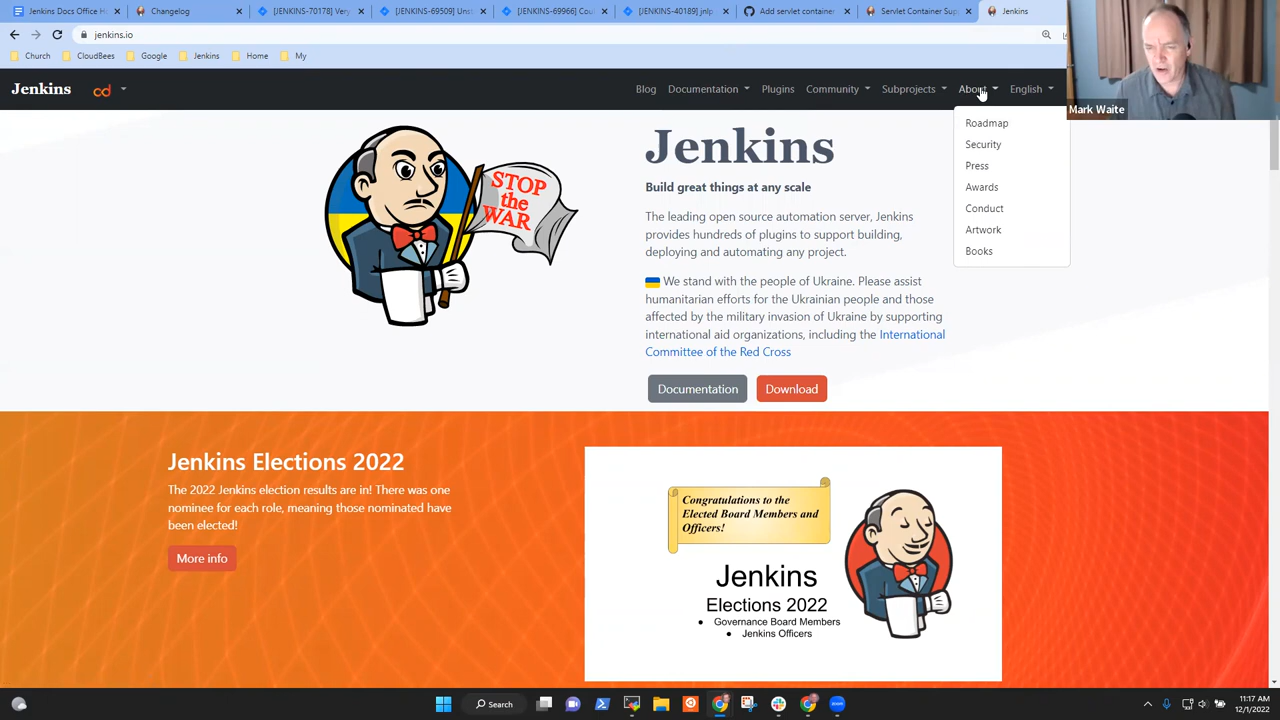 Jenkins Docs Office H
Changelog
[JENKINS-70178] Very
[JENKINS-69509] Unst
[JENKINS-69966] Cou
[JENKINS-40189] jnlp
Add servlet container
Servlet Container Sup
Jenkins
jenkins.io
Church
CloudBees
Google
Jenkins
Home
My
Jenkins
cd
Blog
Documentation
Plugins
Community
Subprojects
About
English
Mark Waite
Roadmap
Security
Press
Awards
Conduct
Artwork
Books
STOP
the
WAR
Jenkins
Build great things at any scale
The leading open source automation server, Jenkins
provides hundreds of plugins to support building,
deploying and automating any project.
We stand with the people of Ukraine. Please assist
humanitarian efforts for the Ukrainian people and those
affected by the military invasion of Ukraine by supporting
international aid organizations, including the International
Committee of the Red Cross
Documentation
Download
Jenkins Elections 2022
The 2022 Jenkins election results are in! There was one
nominee for each role, meaning those nominated have
been elected!
More info
Congratulations to the
Elected Board Members and
Officers!
Jenkins
Elections 2022
• Governance Board Members
• Jenkins Officers
Search
11:17 AM
12/1/2022